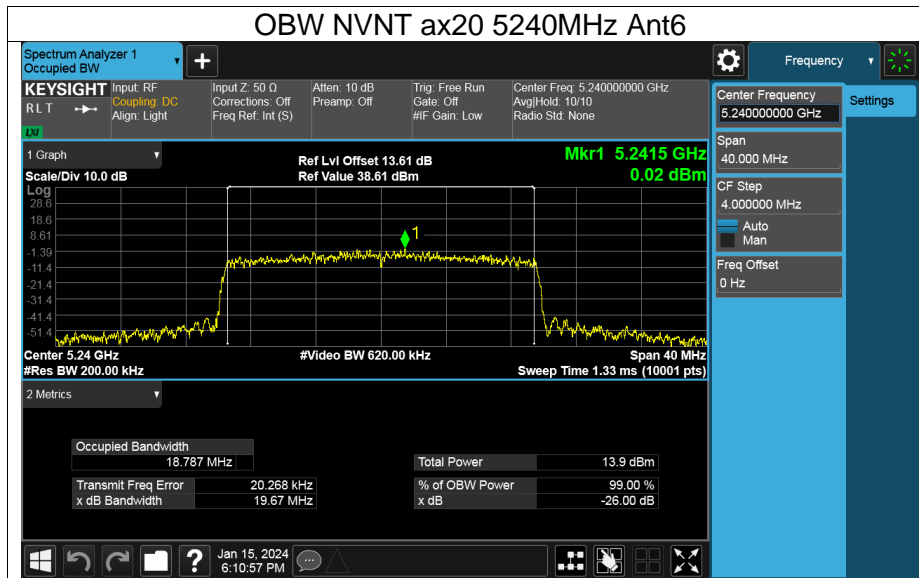 OBW NVNT ax20 5240MHz Ant6
Spectrum Analyzer 1
Occupied BW
Frequency
KEYSIGHT
Input: RF
Input Z: 50 Ω
Atten: 10 dB
Trig: Free Run
Center Freq: 5.240000000 GHz
RLT
Coupling: DC
Corrections: Off
Preamp: Off
Gate: Off
Avg|Hold: 10/10
Align: Light
Freq Ref: Int (S)
#IF Gain: Low
Radio Std: None
LXI
Center Frequency
5.240000000 GHz
Settings
Span
40.000 MHz
CF Step
4.000000 MHz
Auto
Man
Freq Offset
0 Hz
1 Graph
Ref Lvl Offset 13.61 dB
Mkr1 5.2415 GHz
Scale/Div 10.0 dB
Ref Value 38.61 dBm
0.02 dBm
Log
28.6
18.6
8.61
-1.39
-11.4
-21.4
-31.4
-41.4
-51.4
1
Center 5.24 GHz
#Video BW 620.00 kHz
Span 40 MHz
#Res BW 200.00 kHz
Sweep Time 1.33 ms (10001 pts)
2 Metrics
Occupied Bandwidth
18.787 MHz
Total Power 13.9 dBm
Transmit Freq Error 20.268 kHz
% of OBW Power 99.00 %
x dB Bandwidth 19.67 MHz
x dB -26.00 dB
?
Jan 15, 2024
6:10:57 PM